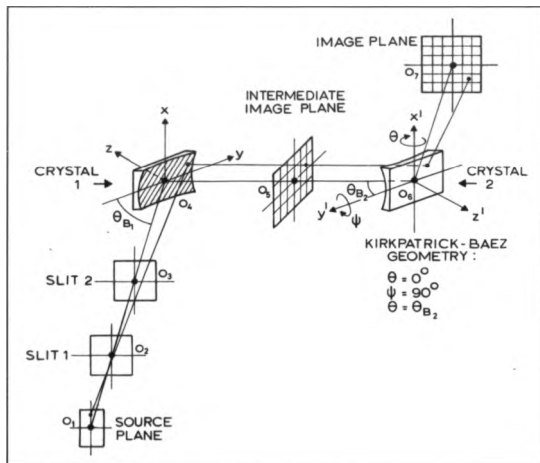 IMAGE PLANE
O7
INTERMEDIATE
IMAGE PLANE
x
x'
θ
z
y
CRYSTAL
1
O4
θB1
O5
θB2
O6
CRYSTAL
2
y'
ψ
z'
KIRKPATRICK-BAEZ
GEOMETRY:
θ = 0°
ψ = 90°
θ = θB2
SLIT 2
O3
SLIT 1
O2
O1
SOURCE
PLANE